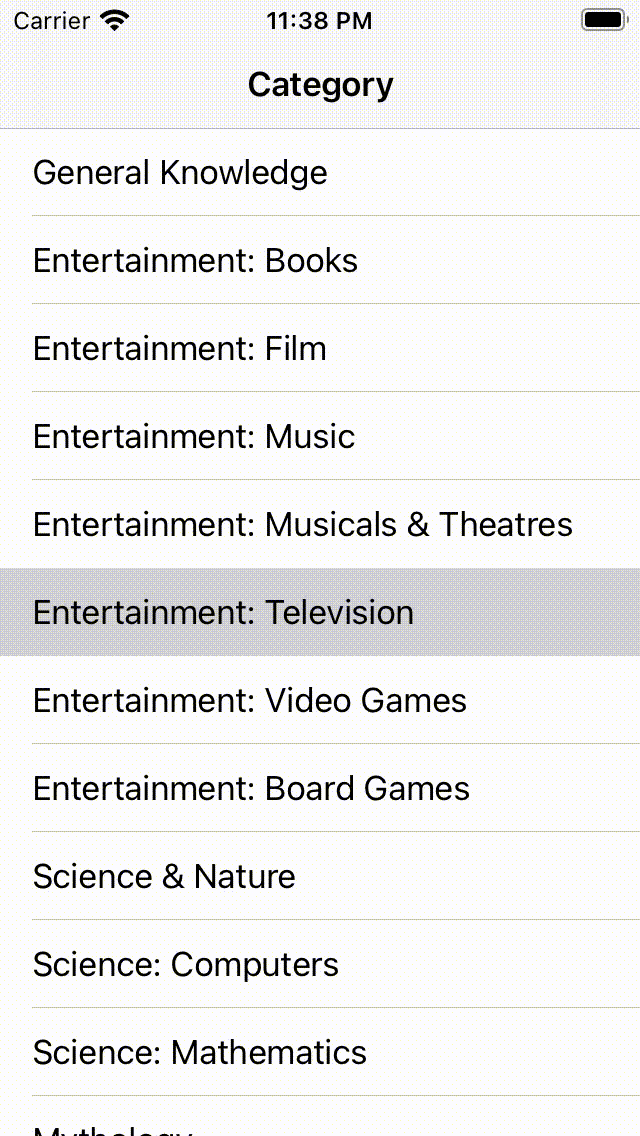 Carrier 11:38 PM
Category
General Knowledge
Entertainment: Books
Entertainment: Film
Entertainment: Music
Entertainment: Musicals & Theatres
Entertainment: Television
Entertainment: Video Games
Entertainment: Board Games
Science & Nature
Science: Computers
Science: Mathematics
Mythology